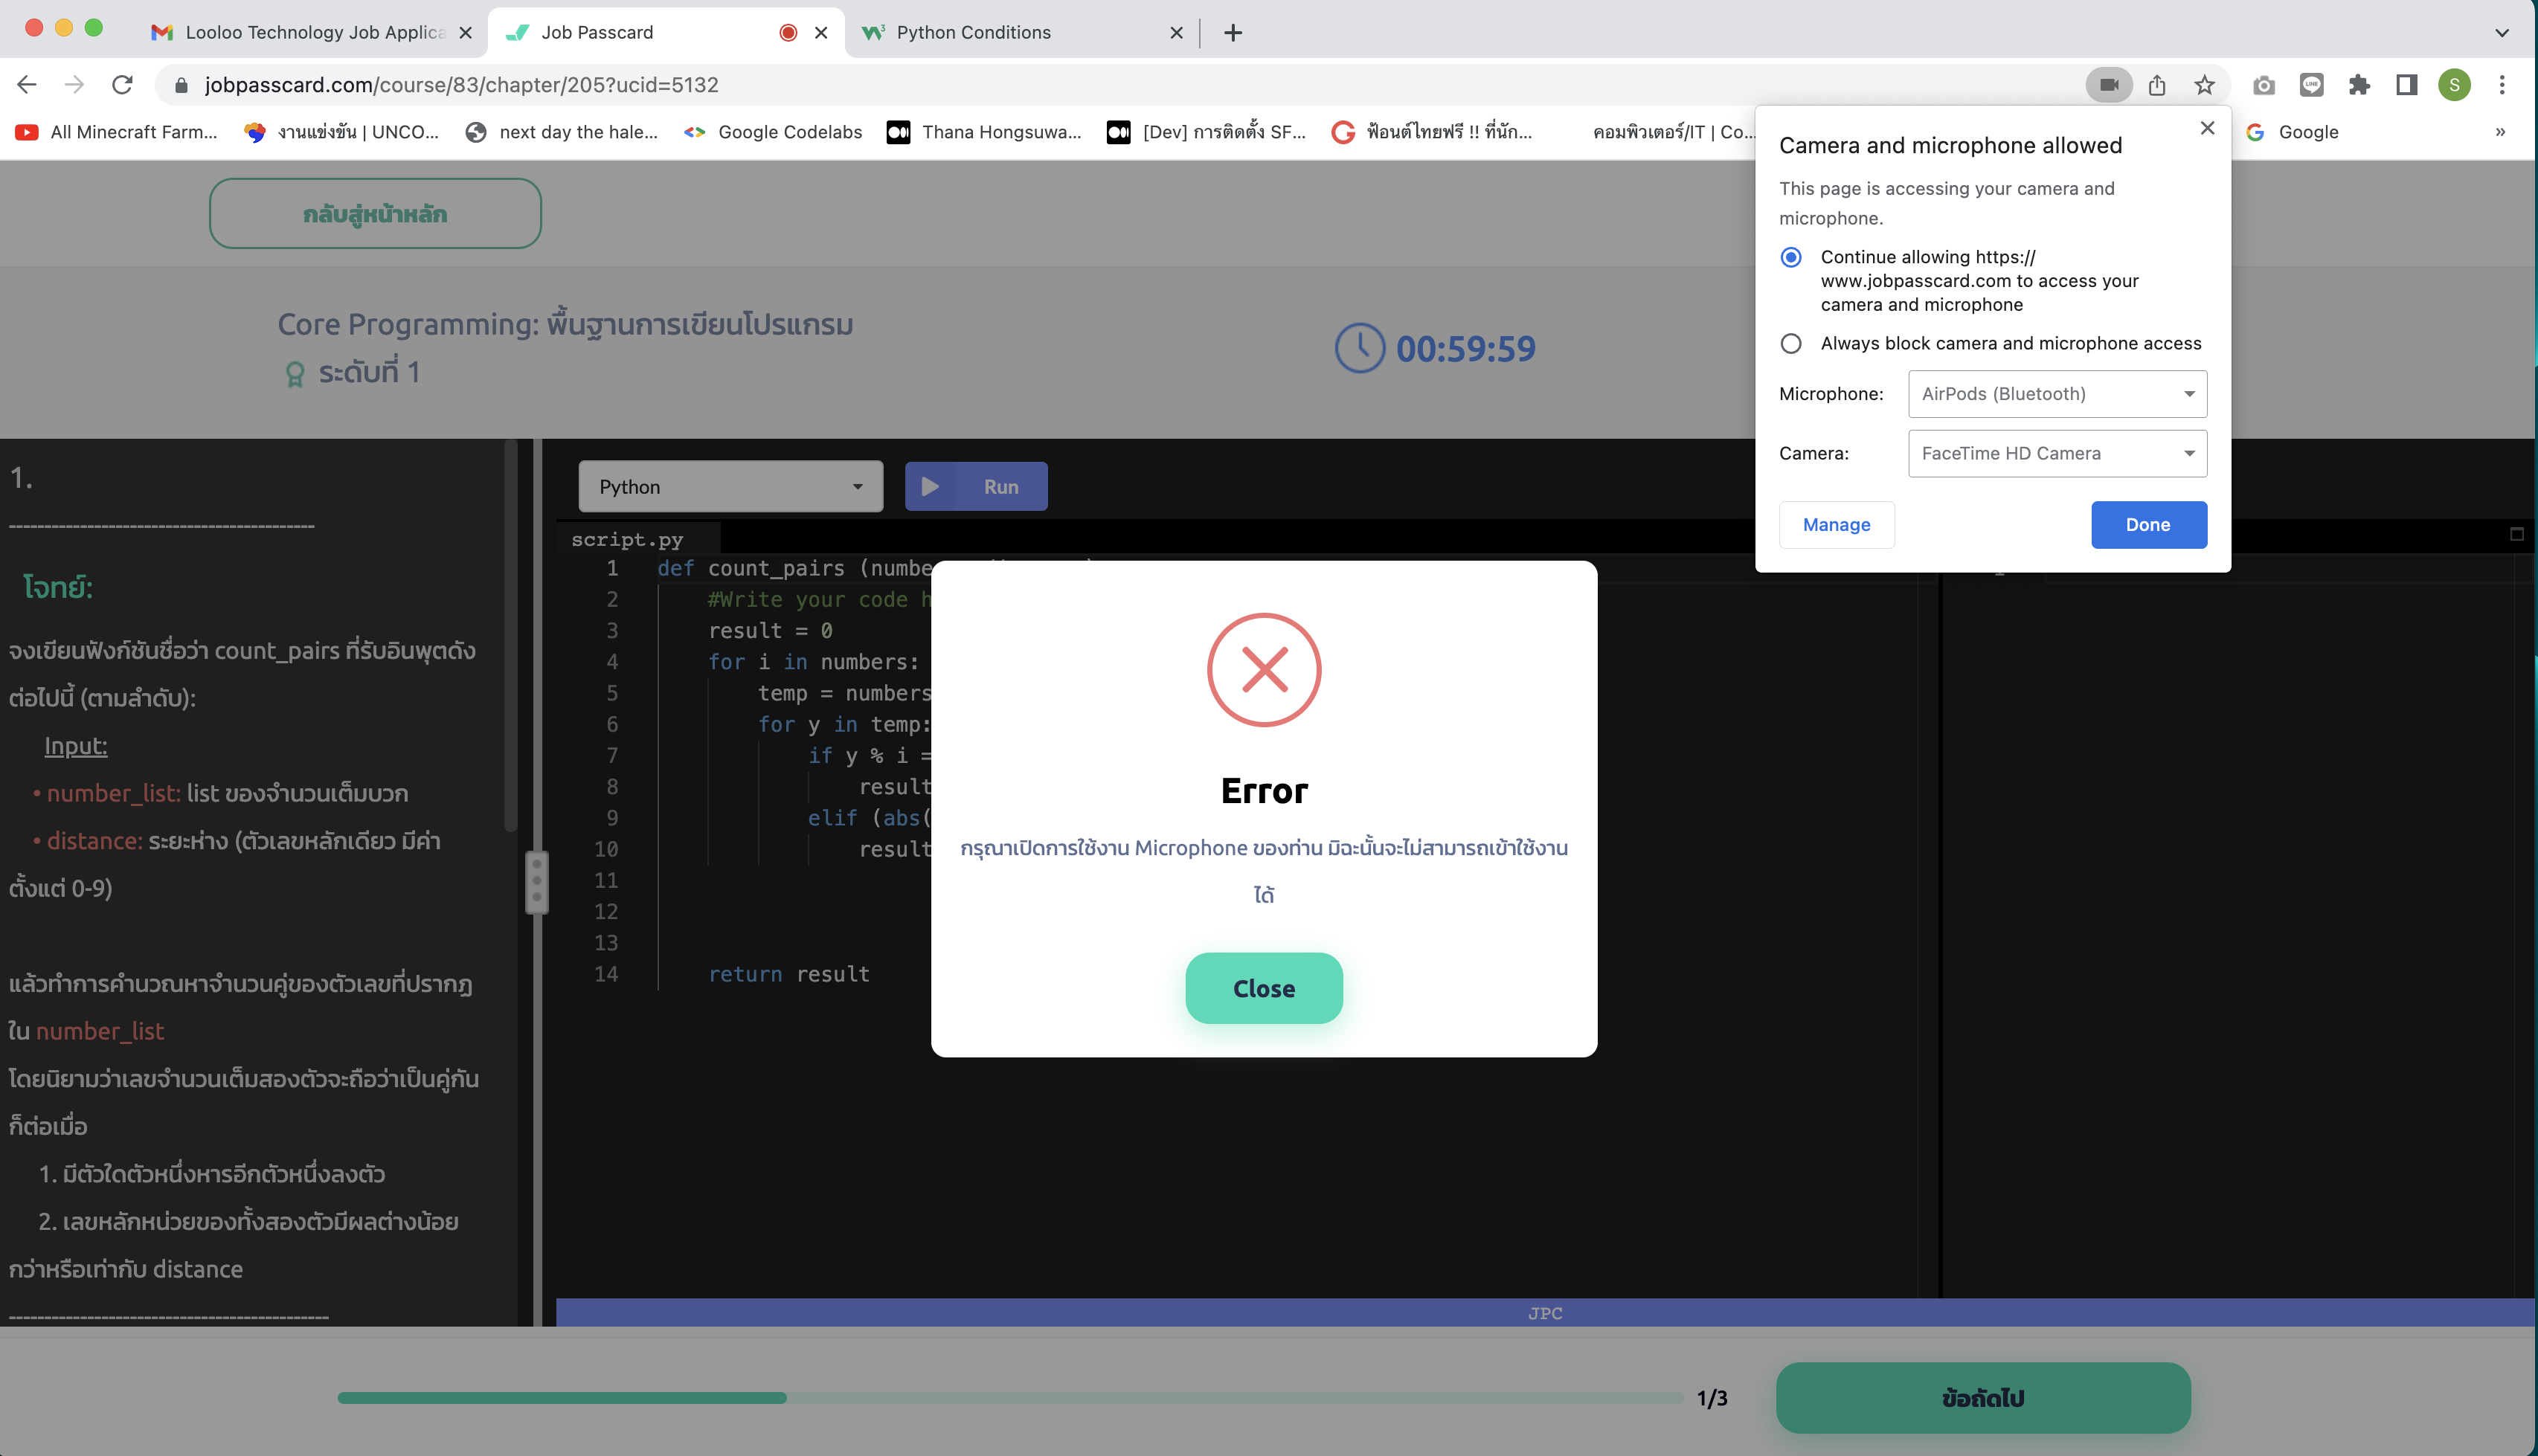 Looloo Technology Job Applica
Job Passcard
Python Conditions
jobpasscard.com/course/83/chapter/205?ucid=5132
S
All Minecraft Farm...
งานแข่งขัน | UNCO...
next day the hale...
Google Codelabs
Thana Hongsuwa...
[Dev] การติดตั้ง SF...
ฟ้อนต์ไทยฟรี !! ที่นัก...
คอมพิวเตอร์/IT | Co...
Google
»
Camera and microphone allowed
This page is accessing your camera and
microphone.
Continue allowing https://
www.jobpasscard.com to access your
camera and microphone
Always block camera and microphone access
Microphone: AirPods (Bluetooth)
Camera: FaceTime HD Camera
Manage
Done
กลับสู่หน้าหลัก
Core Programming: พื้นฐานการเขียนโปรแกรม
ระดับที่ 1
00:59:59
1.
--------------------------------------------
โจทย์:
จงเขียนฟังก์ชันชื่อว่า count_pairs ที่รับอินพุตดัง
ต่อไปนี้ (ตามลำดับ):
Input:
• number_list: list ของจำนวนเต็มบวก
• distance: ระยะห่าง (ตัวเลขหลักเดียว มีค่า
ตั้งแต่ 0-9)
แล้วทำการคำนวณหาจำนวนคู่ของตัวเลขที่ปรากฏ
ใน number_list
โดยนิยามว่าเลขจำนวนเต็มสองตัวจะถือว่าเป็นคู่กัน
ก็ต่อเมื่อ
1. มีตัวใดตัวหนึ่งหารอีกตัวหนึ่งลงตัว
2. เลขหลักหน่วยของทั้งสองตัวมีผลต่างน้อย
กว่าหรือเท่ากับ distance
----------------------------------------------
Python
Run
script.py
1 def count_pairs (numbe
2 #Write your code h
3 result = 0
4 for i in numbers:
5 temp = numbers
6 for y in temp:
7 if y % i =
8 result
9 elif (abs(
10 result
11
12
13
14 return result
Error
กรุณาเปิดการใช้งาน Microphone ของท่าน มิฉะนั้นจะไม่สามารถเข้าใช้งาน
ได้
Close
JPC
1/3
ข้อถัดไป